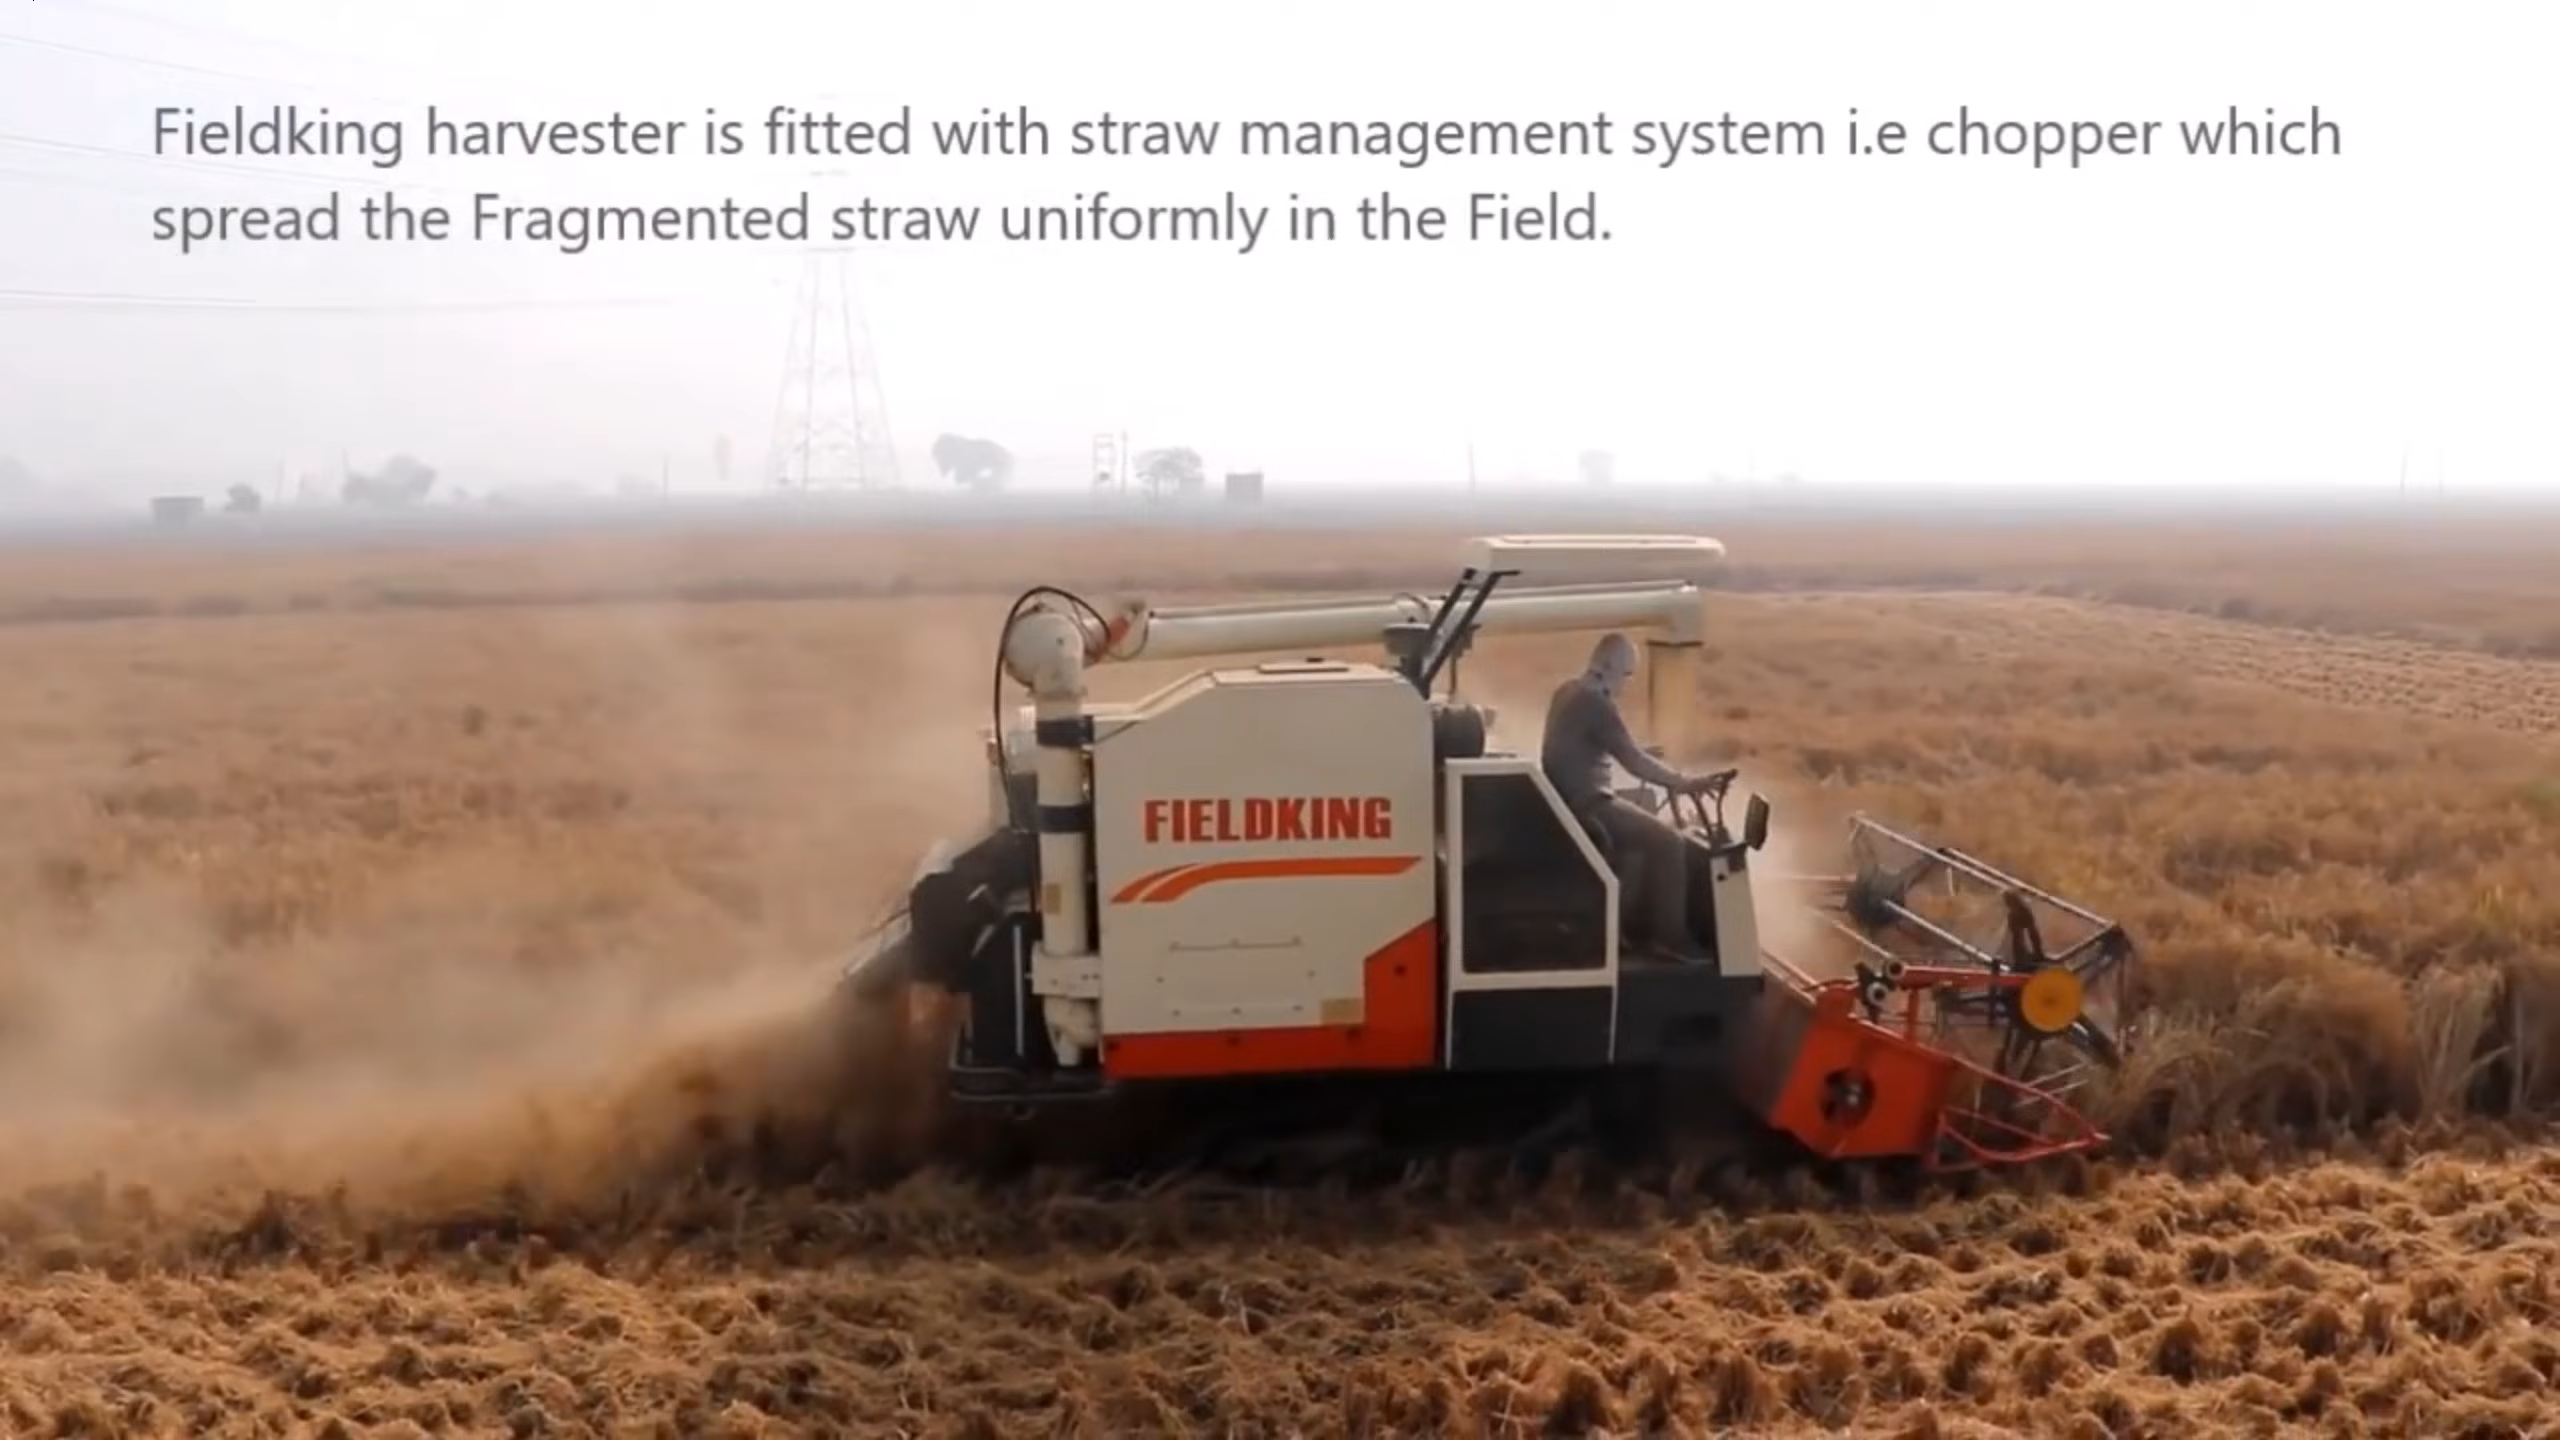 Fieldking harvester is fitted with straw management system i.e chopper which
spread the Fragmented straw uniformly in the Field.
FIELDKING